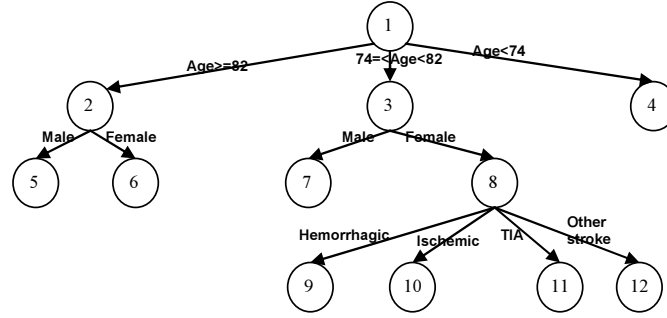 1
Age>=82
74=<Age<82
Age<74
2
3
4
Male
Female
Male
Female
5
6
7
8
Hemorrhagic
Ischemic
TIA
Other
stroke
9
10
11
12